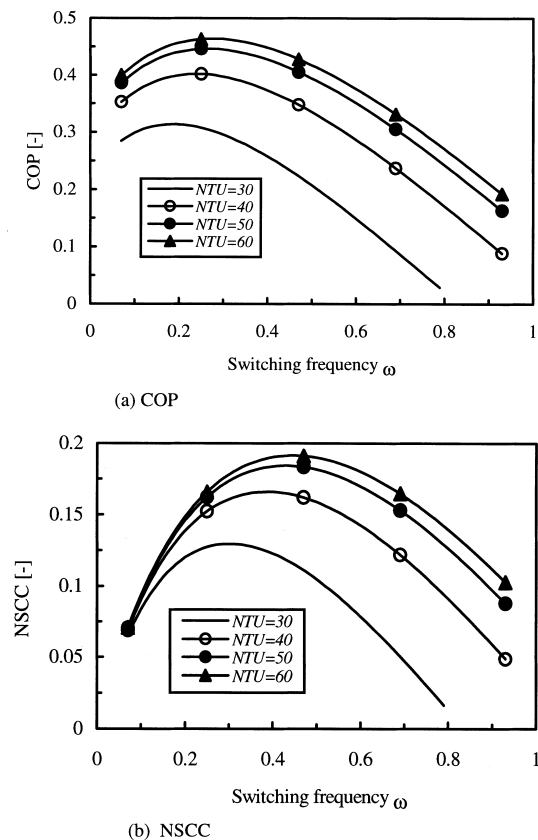 0.5
0.4
0.3
0.2
0.1
0
COP [-]
NTU=30
NTU=40
NTU=50
NTU=60
0 0.2 0.4 0.6 0.8 1
Switching frequency ω
(a) COP
0.2
0.15
0.1
0.05
0
NSCC [-]
NTU=30
NTU=40
NTU=50
NTU=60
0 0.2 0.4 0.6 0.8 1
Switching frequency ω
(b) NSCC